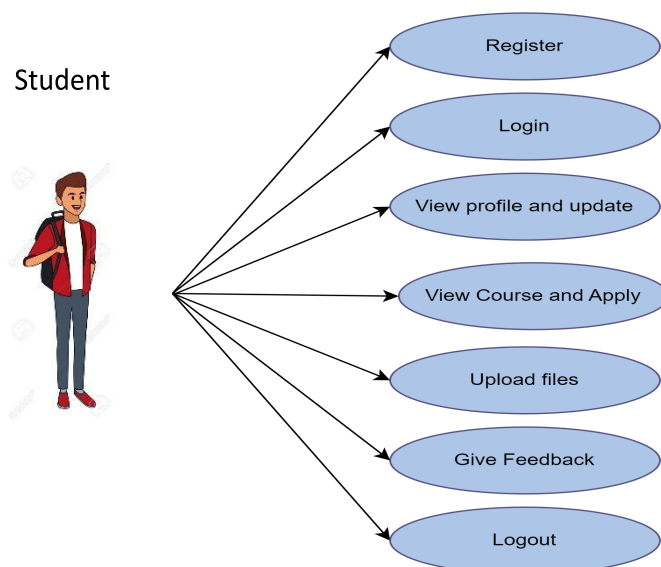 Student
Register
Login
View profile and update
View Course and Apply
Upload files
Give Feedback
Logout